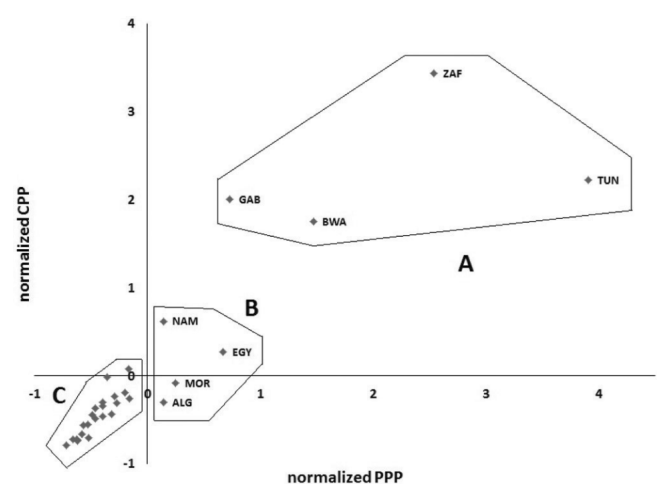 4
ZAF
3
TUN
GAB
2
BWA
normalized CPP
A
1
B
NAM
EGY
0
MOR
C
-1 0 1 2 3 4
ALG
-1
normalized PPP